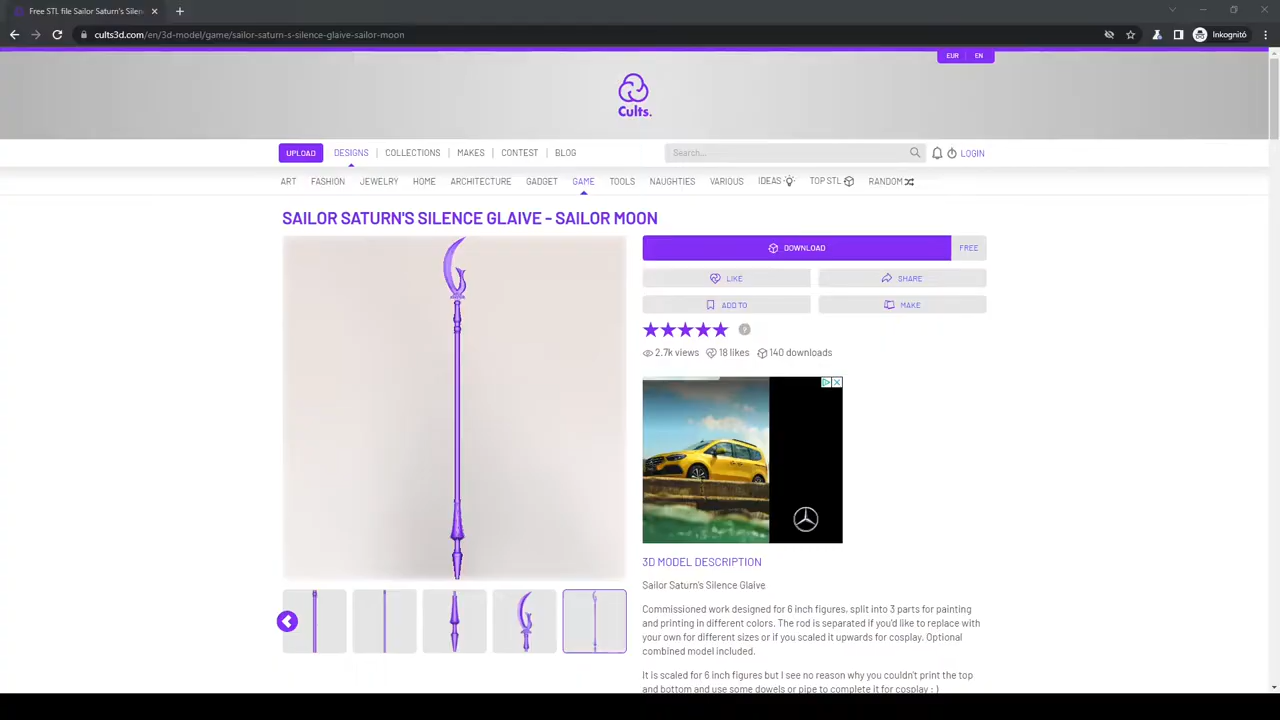 Free STL file Sailor Saturn's Silen
cults3d.com/en/3d-model/game/sailor-saturn-s-silence-glaive-sailor-moon
Inkognitó
EUR | EN
Cults.
UPLOAD
DESIGNS | COLLECTIONS | MAKES | CONTEST | BLOG
Search...
LOGIN
ART FASHION JEWELRY HOME ARCHITECTURE GADGET GAME TOOLS NAUGHTIES VARIOUS IDEAS TOP STL RANDOM
SAILOR SATURN'S SILENCE GLAIVE - SAILOR MOON
DOWNLOAD FREE
LIKE SHARE
ADD TO MAKE
?
2.7k views 18 likes 140 downloads
3D MODEL DESCRIPTION
Sailor Saturn's Silence Glaive
Commissioned work designed for 6 inch figures, split into 3 parts for painting
and printing in different colors. The rod is separated if you'd like to replace with
your own for different sizes or if you scaled it upwards for cosplay. Optional
combined model included.
It is scaled for 6 inch figures but I see no reason why you couldn't print the top
and bottom and use some dowels or pipe to complete it for cosplay : )